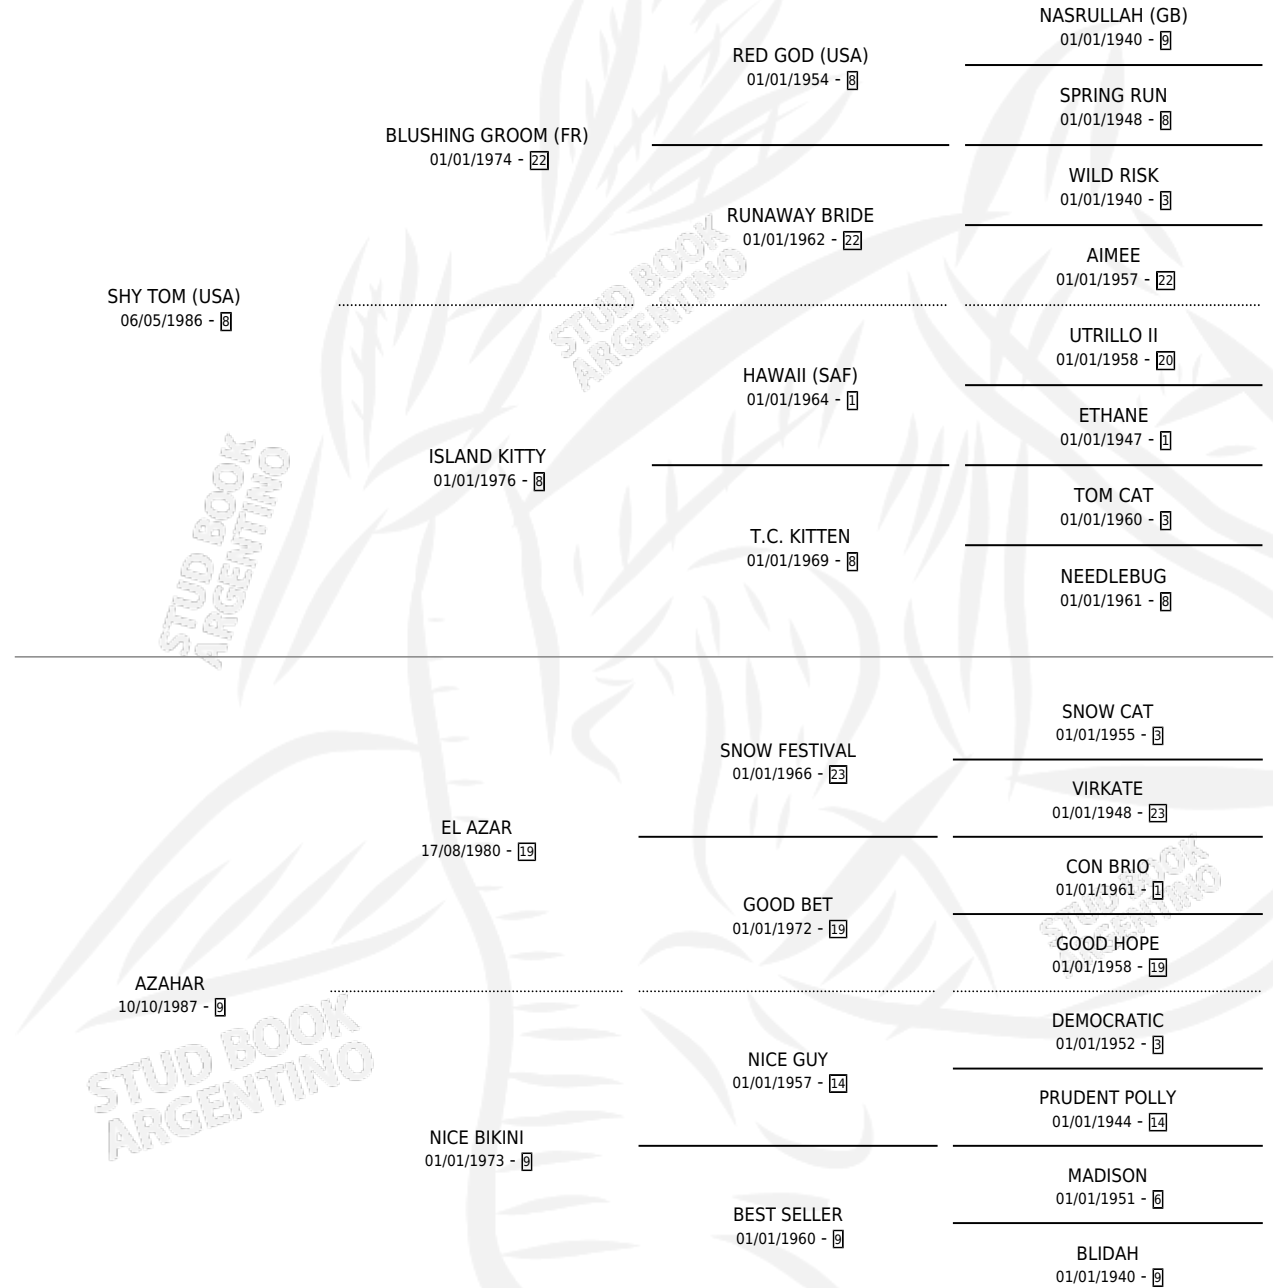 NASRULLAH (GB)
01/01/1940 - 9
RED GOD (USA)
01/01/1954 - 8
SPRING RUN
01/01/1948 - 8
BLUSHING GROOM (FR)
01/01/1974 - 22
WILD RISK
01/01/1940 - 3
RUNAWAY BRIDE
01/01/1962 - 22
AIMEE
01/01/1957 - 22
SHY TOM (USA)
06/05/1986 - 8
STUD BOOK
ARGENTINO
UTRILLO II
01/01/1958 - 20
HAWAII (SAF)
01/01/1964 - 1
ETHANE
01/01/1947 - 1
ISLAND KITTY
01/01/1976 - 8
STUD BOOK
ARGENTINO
TOM CAT
01/01/1960 - 3
T.C. KITTEN
01/01/1969 - 8
NEEDLEBUG
01/01/1961 - 8
SNOW CAT
01/01/1955 - 3
SNOW FESTIVAL
01/01/1966 - 23
VIRKATE
01/01/1948 - 23
EL AZAR
17/08/1980 - 19
CON BRIO
01/01/1961 - 1
STUD BOOK
ARGENTINO
GOOD BET
01/01/1972 - 19
GOOD HOPE
01/01/1958 - 19
AZAHAR
10/10/1987 - 9
STUD BOOK
ARGENTINO
DEMOCRATIC
01/01/1952 - 3
NICE GUY
01/01/1957 - 14
PRUDENT POLLY
01/01/1944 - 14
NICE BIKINI
01/01/1973 - 9
MADISON
01/01/1951 - 6
BEST SELLER
01/01/1960 - 9
BLIDAH
01/01/1940 - 9